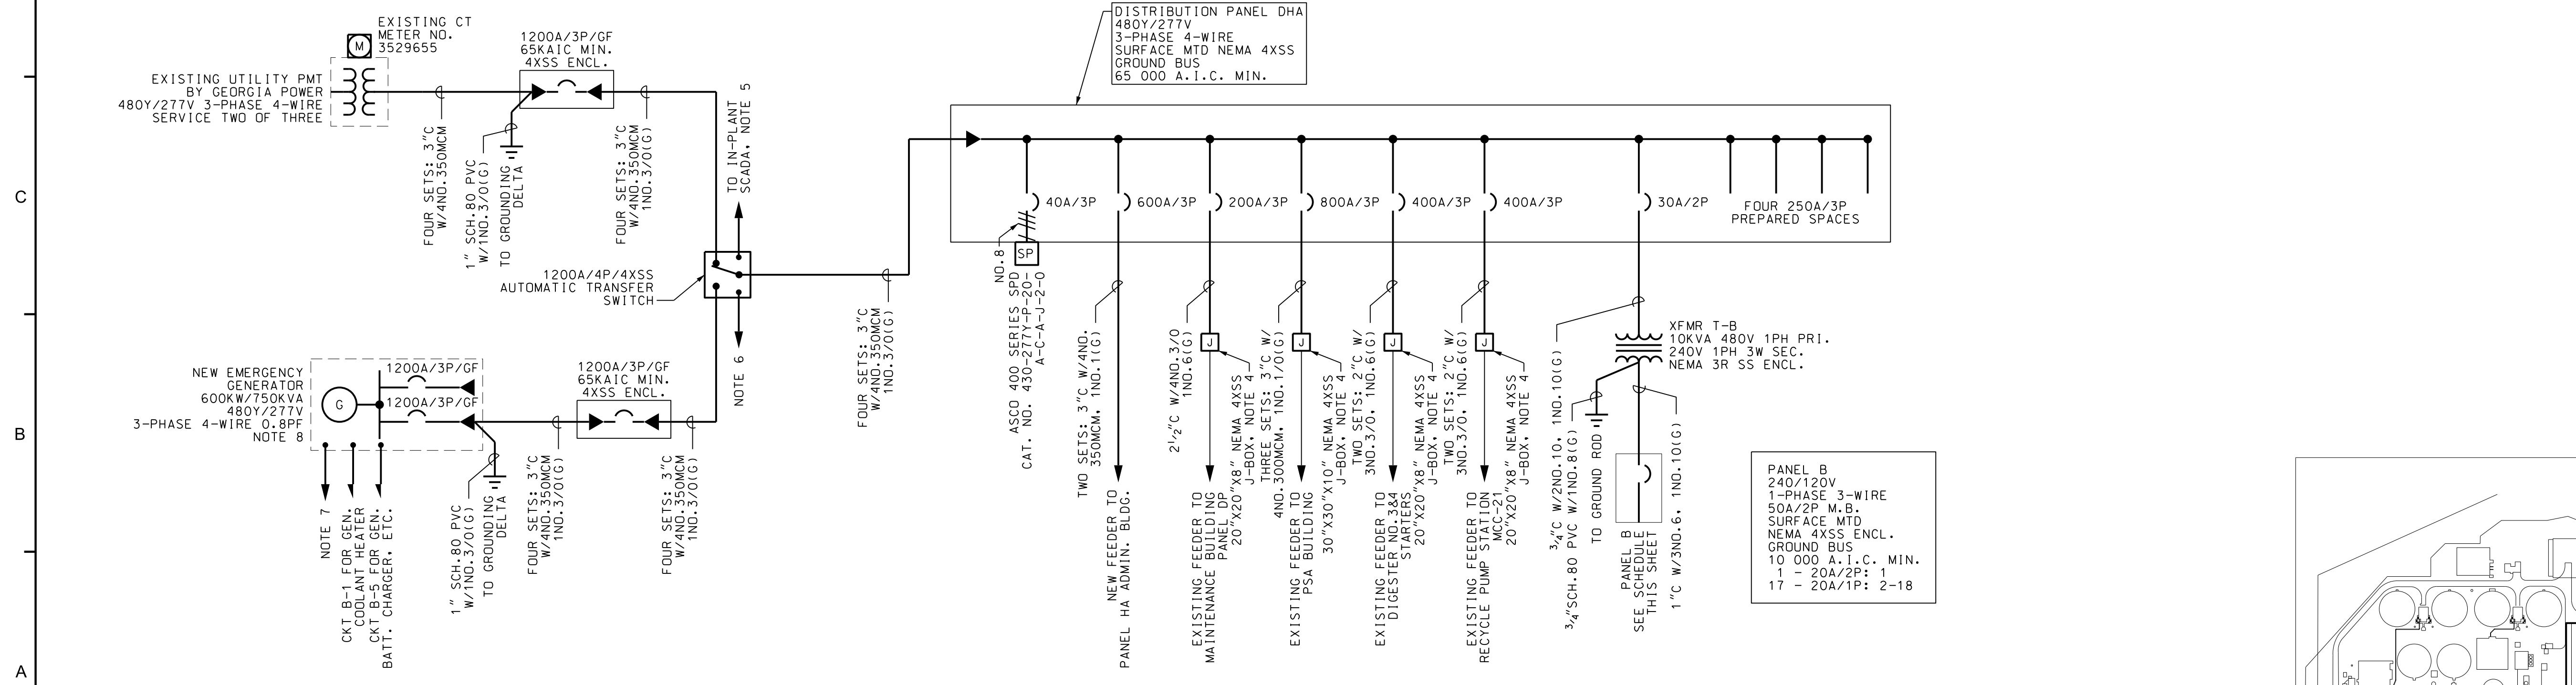 EXISTING CT
METER NO.
3529655
M
EXISTING UTILITY PMT
BY GEORGIA POWER
480Y/277V 3-PHASE 4-WIRE
SERVICE TWO OF THREE
1200A/3P/GF
65KAIC MIN.
4XSS ENCL.
FOUR SETS: 3"C
W/4NO.350MCM
1" SCH.80 PVC
W/1NO.3/0(G)
TO GROUNDING
DELTA
FOUR SETS: 3"C
W/4NO.350MCM
1NO.3/0(G)
TO IN-PLANT
SCADA, NOTE 5
1200A/4P/4XSS
AUTOMATIC TRANSFER
SWITCH
NOTE 6
NEW EMERGENCY
GENERATOR
600KW/750KVA
480Y/277V
3-PHASE 4-WIRE 0.8PF
NOTE 8
G
1200A/3P/GF
1200A/3P/GF
1200A/3P/GF
65KAIC MIN.
4XSS ENCL.
NOTE 7
CKT B-1 FOR GEN.
COOLANT HEATER
CKT B-5 FOR GEN.
BATT. CHARGER, ETC.
1" SCH.80 PVC
W/1NO.3/0(G)
TO GROUNDING
DELTA
FOUR SETS: 3"C
W/4NO.350MCM
1NO.3/0(G)
FOUR SETS: 3"C
W/4NO.350MCM
1NO.3/0(G)
FOUR SETS: 3"C
W/4NO.350MCM
1NO.3/0(G)
DISTRIBUTION PANEL DHA
480Y/277V
3-PHASE 4-WIRE
SURFACE MTD NEMA 4XSS
GROUND BUS
65 000 A.I.C. MIN.
40A/3P
600A/3P
200A/3P
800A/3P
400A/3P
400A/3P
30A/2P
FOUR 250A/3P
PREPARED SPACES
NO.8
SP
ASCO 400 SERIES SPD
CAT. NO. 430-277Y-P-20-
A-C-A-J-2-0
TWO SETS: 3"C W/4NO.
350MCM, 1NO.1(G)
NEW FEEDER TO
PANEL HA ADMIN. BLDG.
2½"C W/4NO.3/0
1NO.6(G)
J
20"X20"X8" NEMA 4XSS
J-BOX, NOTE 4
EXISTING FEEDER TO
MAINTENANCE BUILDING
PANEL DP
THREE SETS: 3"C W/
4NO.300MCM, 1NO.1/0(G)
J
30"X30"X10" NEMA 4XSS
J-BOX, NOTE 4
EXISTING FEEDER TO
PSA BUILDING
TWO SETS: 2"C W/
3NO.3/0, 1NO.6(G)
J
20"X20"X8" NEMA 4XSS
J-BOX, NOTE 4
EXISTING FEEDER TO
DIGESTER NO.3&4
STARTERS
TWO SETS: 2"C W/
3NO.3/0, 1NO.6(G)
J
20"X20"X8" NEMA 4XSS
J-BOX, NOTE 4
EXISTING FEEDER TO
RECYCLE PUMP STATION
MCC-21
3/4"C W/2NO.10, 1NO.10(G)
3/4"SCH.80 PVC W/1NO.8(G)
TO GROUND ROD
XFMR T-B
10KVA 480V 1PH PRI.
240V 1PH 3W SEC.
NEMA 3R SS ENCL.
PANEL B
SEE SCHEDULE
THIS SHEET
1"C W/3NO.6, 1NO.10(G)
PANEL B
240/120V
1-PHASE 3-WIRE
50A/2P M.B.
SURFACE MTD
NEMA 4XSS ENCL.
GROUND BUS
10 000 A.I.C. MIN.
1 - 20A/2P: 1
17 - 20A/1P: 2-18
C
B
A